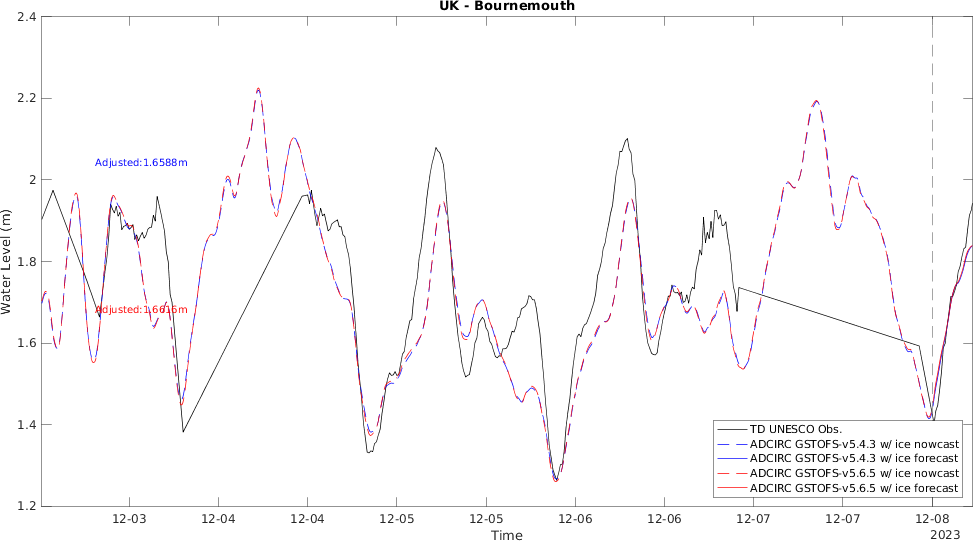 UK - Bournemouth
2.4
2.2
2
1.8
1.6
1.4
1.2
Water Level (m)
Adjusted:1.6588m
Adjusted:1.6616m
TD UNESCO Obs.
ADCIRC GSTOFS-v5.4.3 w/ ice nowcast
ADCIRC GSTOFS-v5.4.3 w/ ice forecast
ADCIRC GSTOFS-v5.6.5 w/ ice nowcast
ADCIRC GSTOFS-v5.6.5 w/ ice forecast
12-03
12-04
12-04
12-05
12-05
12-06
12-06
12-07
12-07
12-08
Time
2023